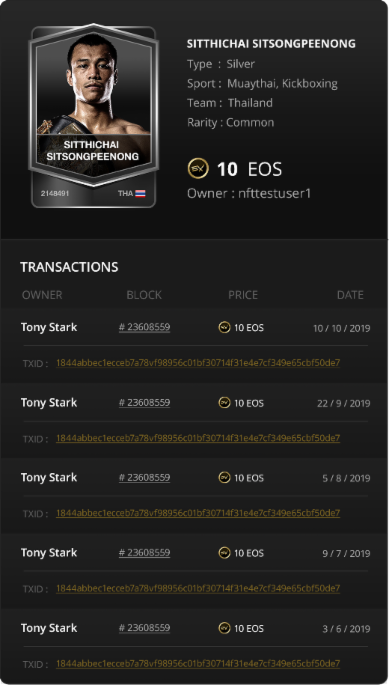 SITTHICHAI
SITSONGPEENONG
2148491 THA
SITTHICHAI SITSONGPEENONG
Type : Silver
Sport : Muaythai, Kickboxing
Team : Thailand
Rarity : Common
10 EOS
Owner : nfttestuser1
TRANSACTIONS
OWNER BLOCK PRICE DATE
Tony Stark # 23608559 10 EOS 10 / 10 / 2019
TXID : 1844abbec1ecceb7a78vf98956c01bf30714f31e4e7cf349e65cbf50de7
Tony Stark # 23608559 10 EOS 22 / 9 / 2019
TXID : 1844abbec1ecceb7a78vf98956c01bf30714f31e4e7cf349e65cbf50de7
Tony Stark # 23608559 10 EOS 5 / 8 / 2019
TXID : 1844abbec1ecceb7a78vf98956c01bf30714f31e4e7cf349e65cbf50de7
Tony Stark # 23608559 10 EOS 9 / 7 / 2019
TXID : 1844abbec1ecceb7a78vf98956c01bf30714f31e4e7cf349e65cbf50de7
Tony Stark # 23608559 10 EOS 3 / 6 / 2019
TXID : 1844abbec1ecceb7a78vf98956c01bf30714f31e4e7cf349e65cbf50de7